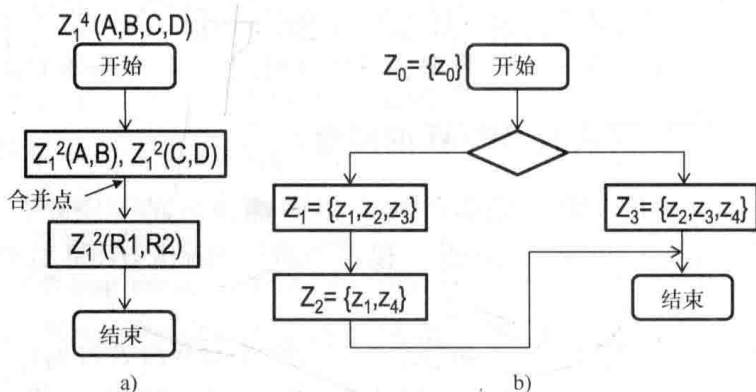 Z₁⁴(A,B,C,D)
开始
Z₁²(A,B), Z₁²(C,D)
合并点
Z₁²(R1,R2)
结束
a)
Z₀= {z₀}
开始
Z₁= {z₁,z₂,z₃}
Z₃= {z₂,z₃,z₄}
Z₂= {z₁,z₄}
结束
b)